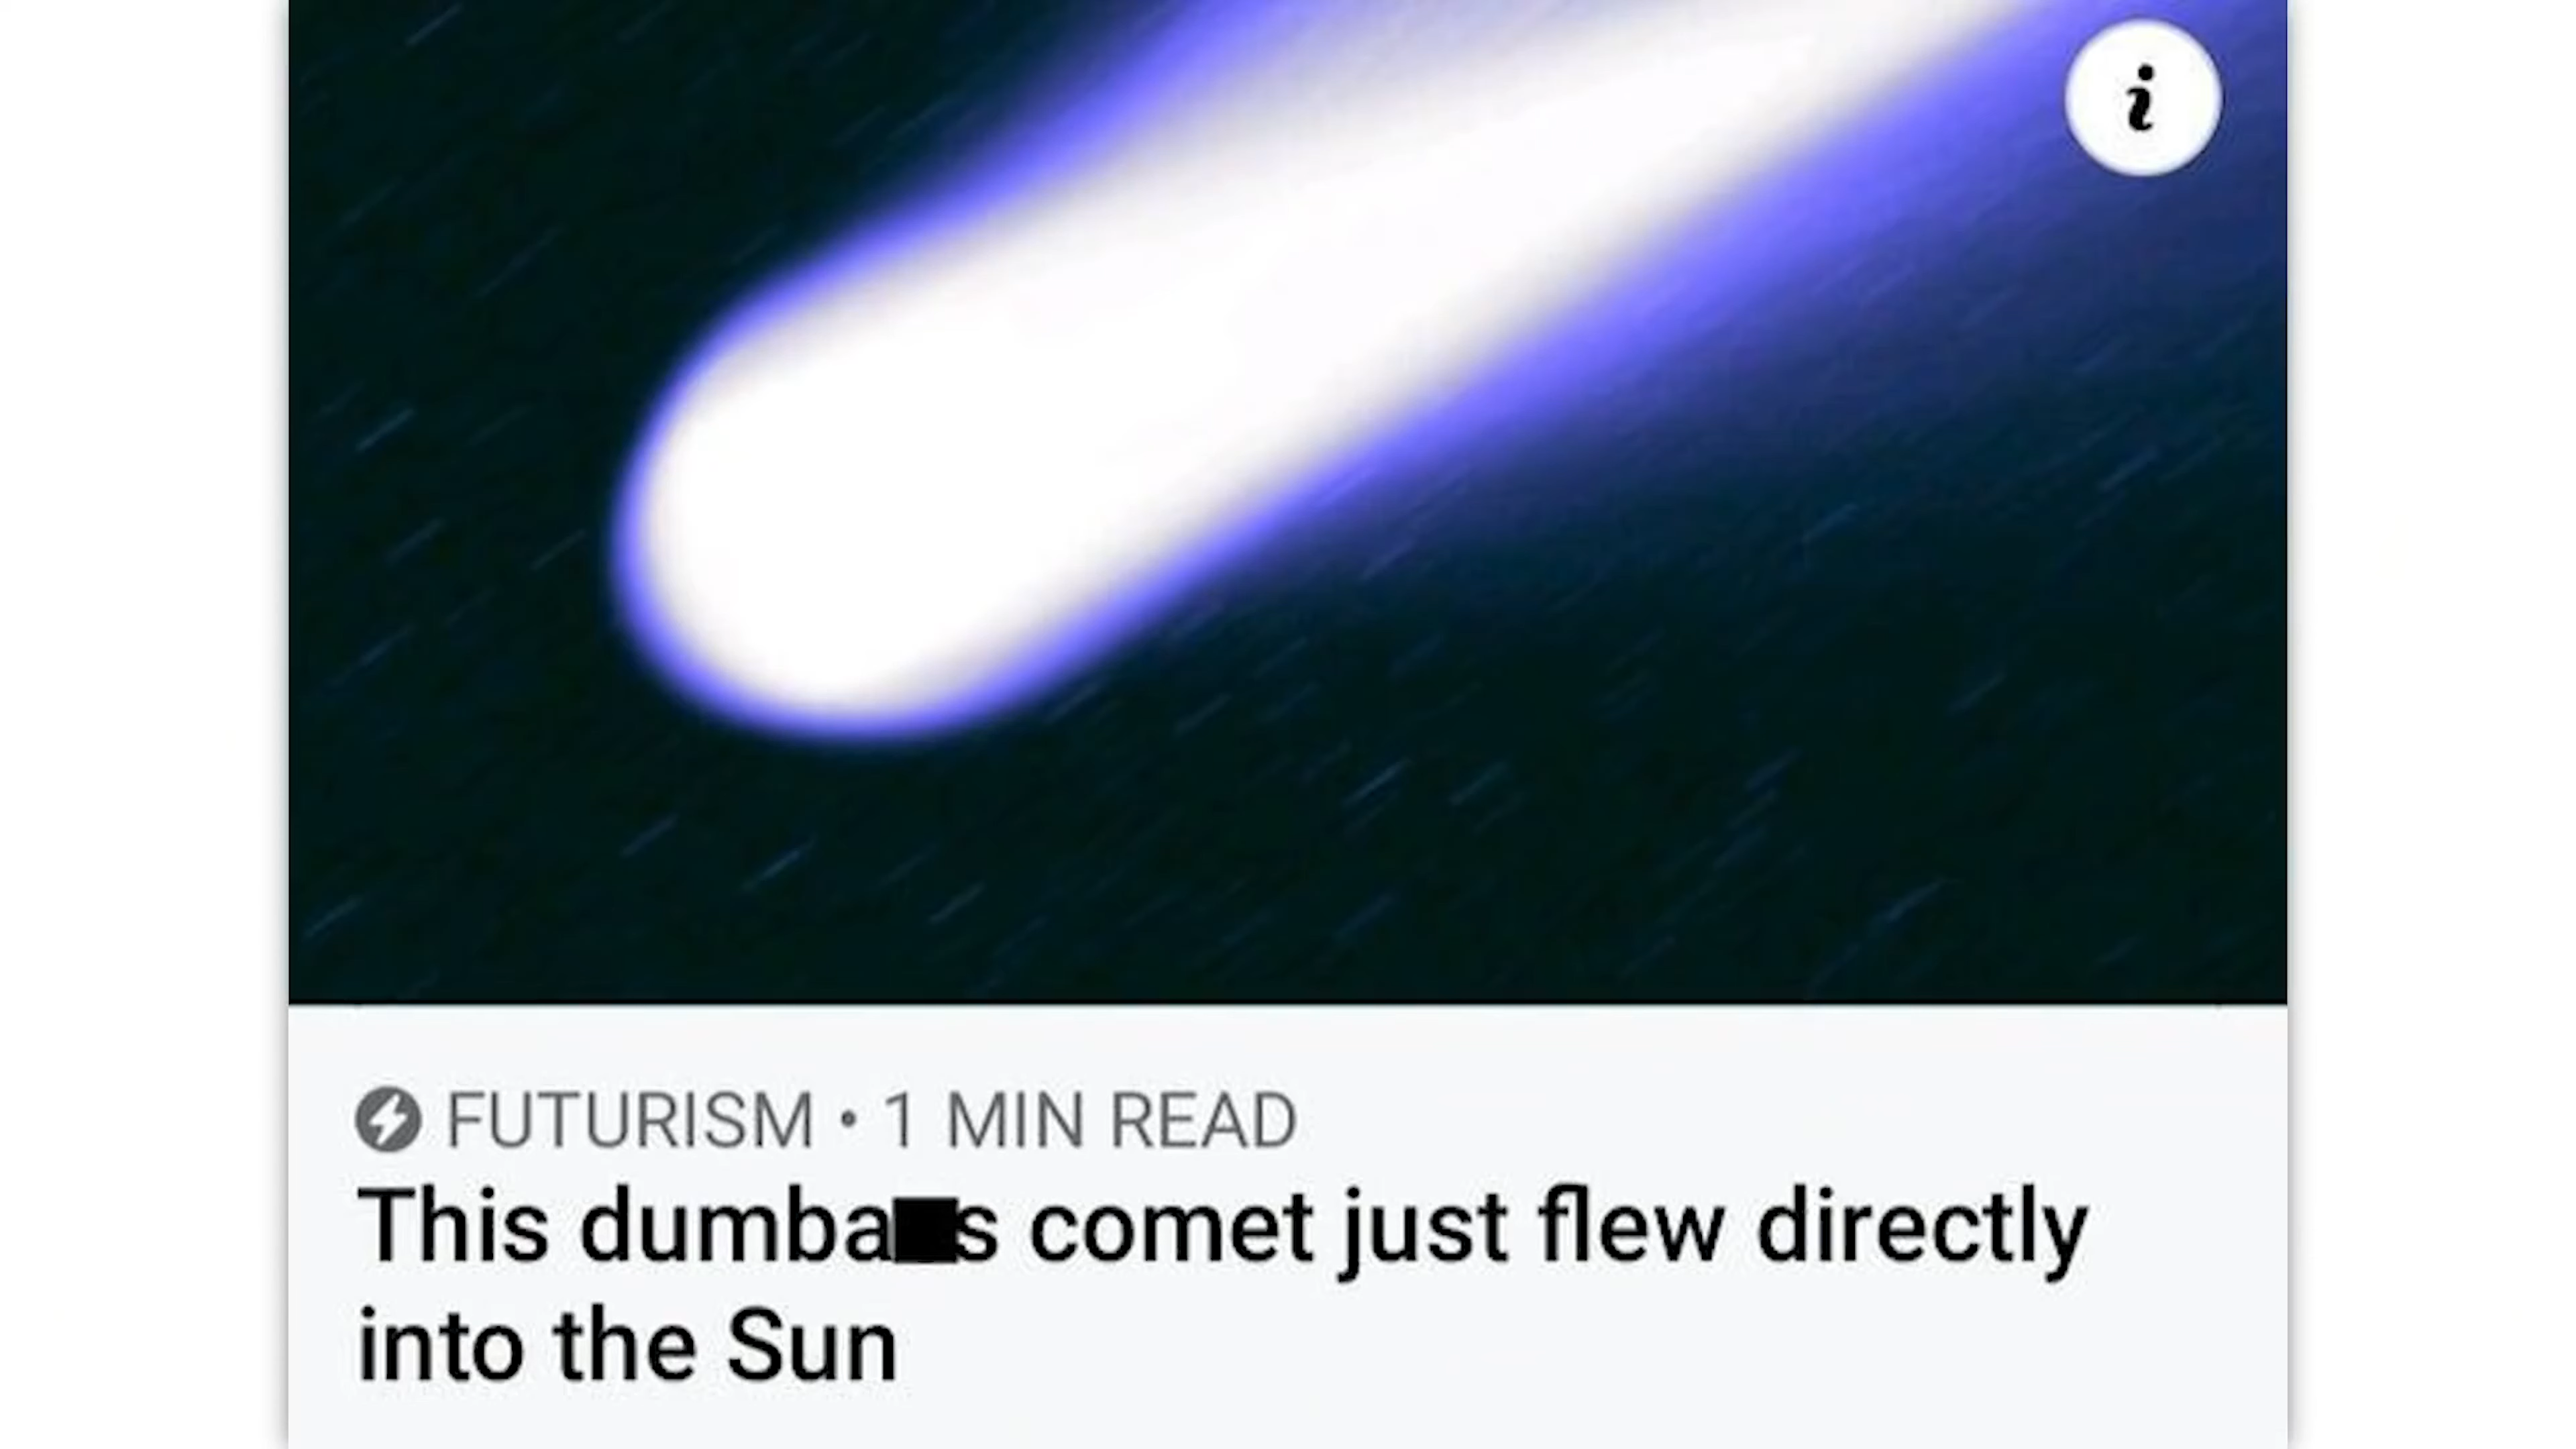 i
FUTURISM • 1 MIN READ
This dumba■s comet just flew directly
into the Sun